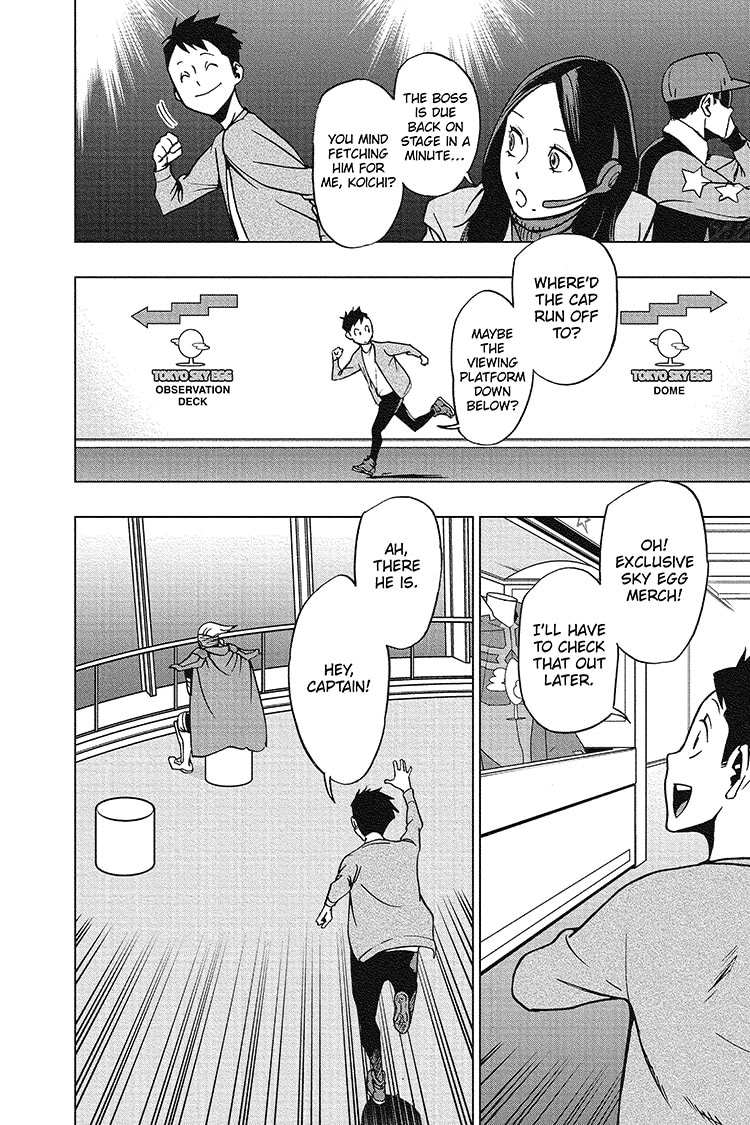 THE BOSS
IS DUE
BACK ON
STAGE IN A
MINUTE...
YOU MIND
FETCHING
HIM FOR
ME, KOICHI?
WHERE'D
THE CAP
RUN OFF
TO?
MAYBE
THE
VIEWING
PLATFORM
DOWN
BELOW?
TOKYO SKY EGG
DOME
TOKYO SKY EGG
OBSERVATION
DECK
OH!
EXCLUSIVE
SKY EGG
MERCH!
I'LL HAVE
TO CHECK
THAT OUT
LATER.
AH,
THERE
HE IS.
HEY,
CAPTAIN!